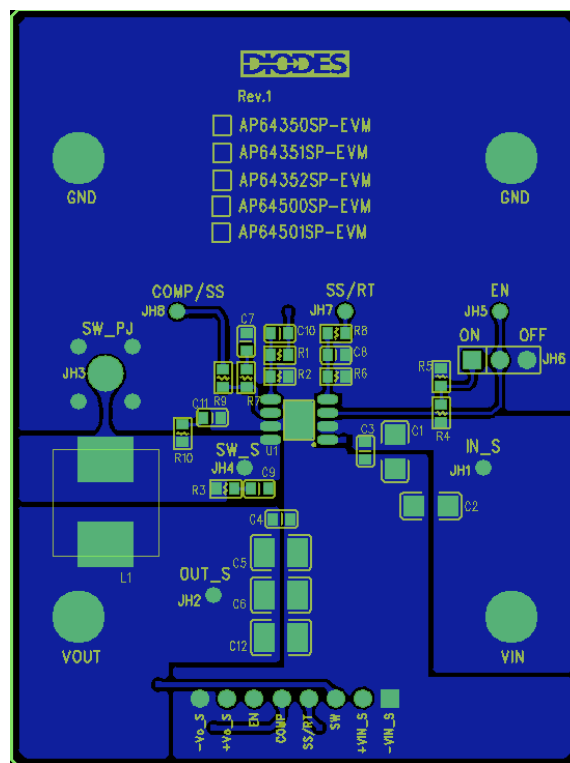 DIODES
Rev.1
AP64350SP-EVM
AP64351SP-EVM
AP64352SP-EVM
AP64500SP-EVM
AP64501SP-EVM
GND
GND
COMP/SS
SS/RT
EN
JH8
JH7
JH5
SW_PJ
C7
C10
R8
ON
OFF
JH6
R1
C8
JH3
R5
R2
R6
R9
R7
C11
C1
R4
R10
U1
C3
SW_S
IN_S
JH4
JH1
R3
C9
C2
C4
C5
L1
OUT_S
JH2
C6
C12
VOUT
VIN
-Vo_S
+Vo_S
EN
COMP
SS/RT
SW
+VIN_S
-VIN_S